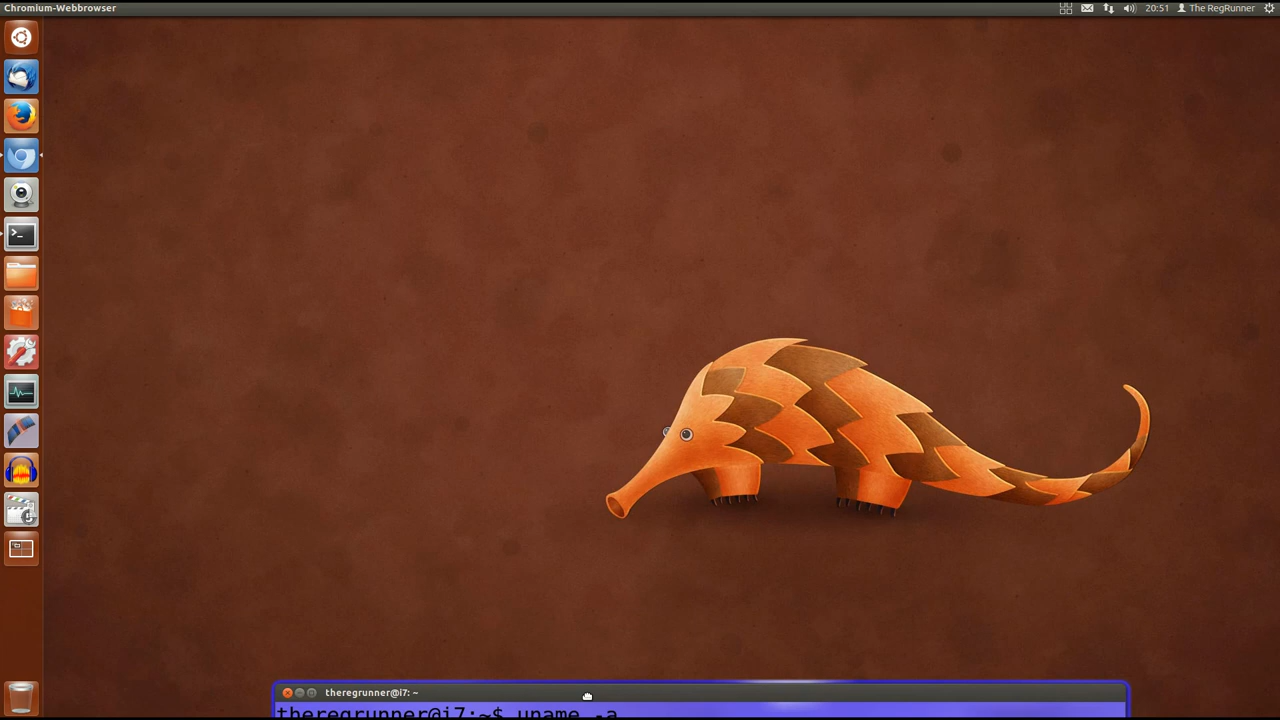 Chromium-Webbrowser
20:51
The RegRunner
theregrunner@i7: ~
theregrunner@i7:~$ uname -a